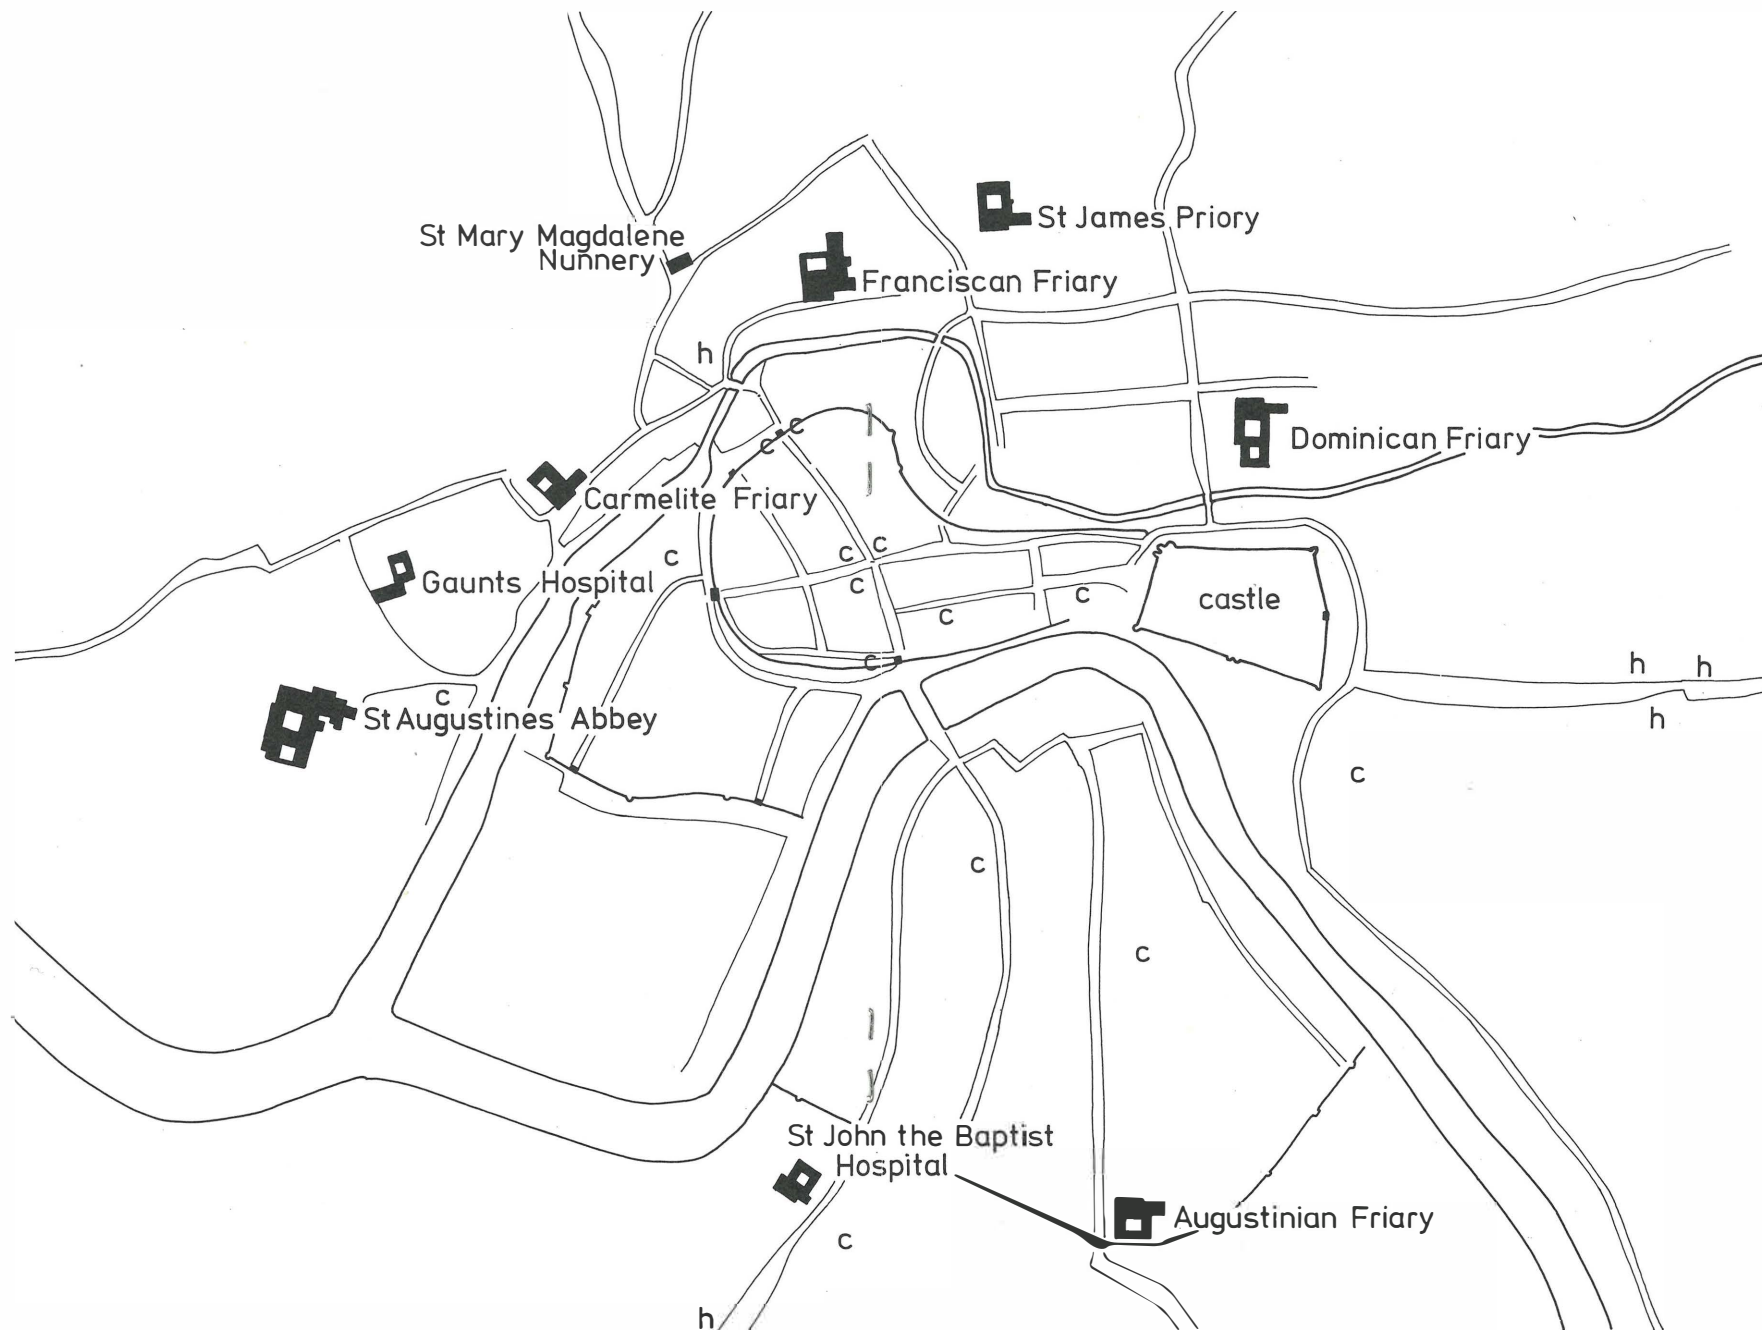 St James Priory
St Mary Magdalene
Nunnery
Franciscan Friary
h
c
c
Dominican Friary
Carmelite Friary
c
c
c
c
Gaunts Hospital
c
c
castle
c
h
h
c
St Augustines Abbey
h
c
c
c
St John the Baptist
Hospital
Augustinian Friary
c
h